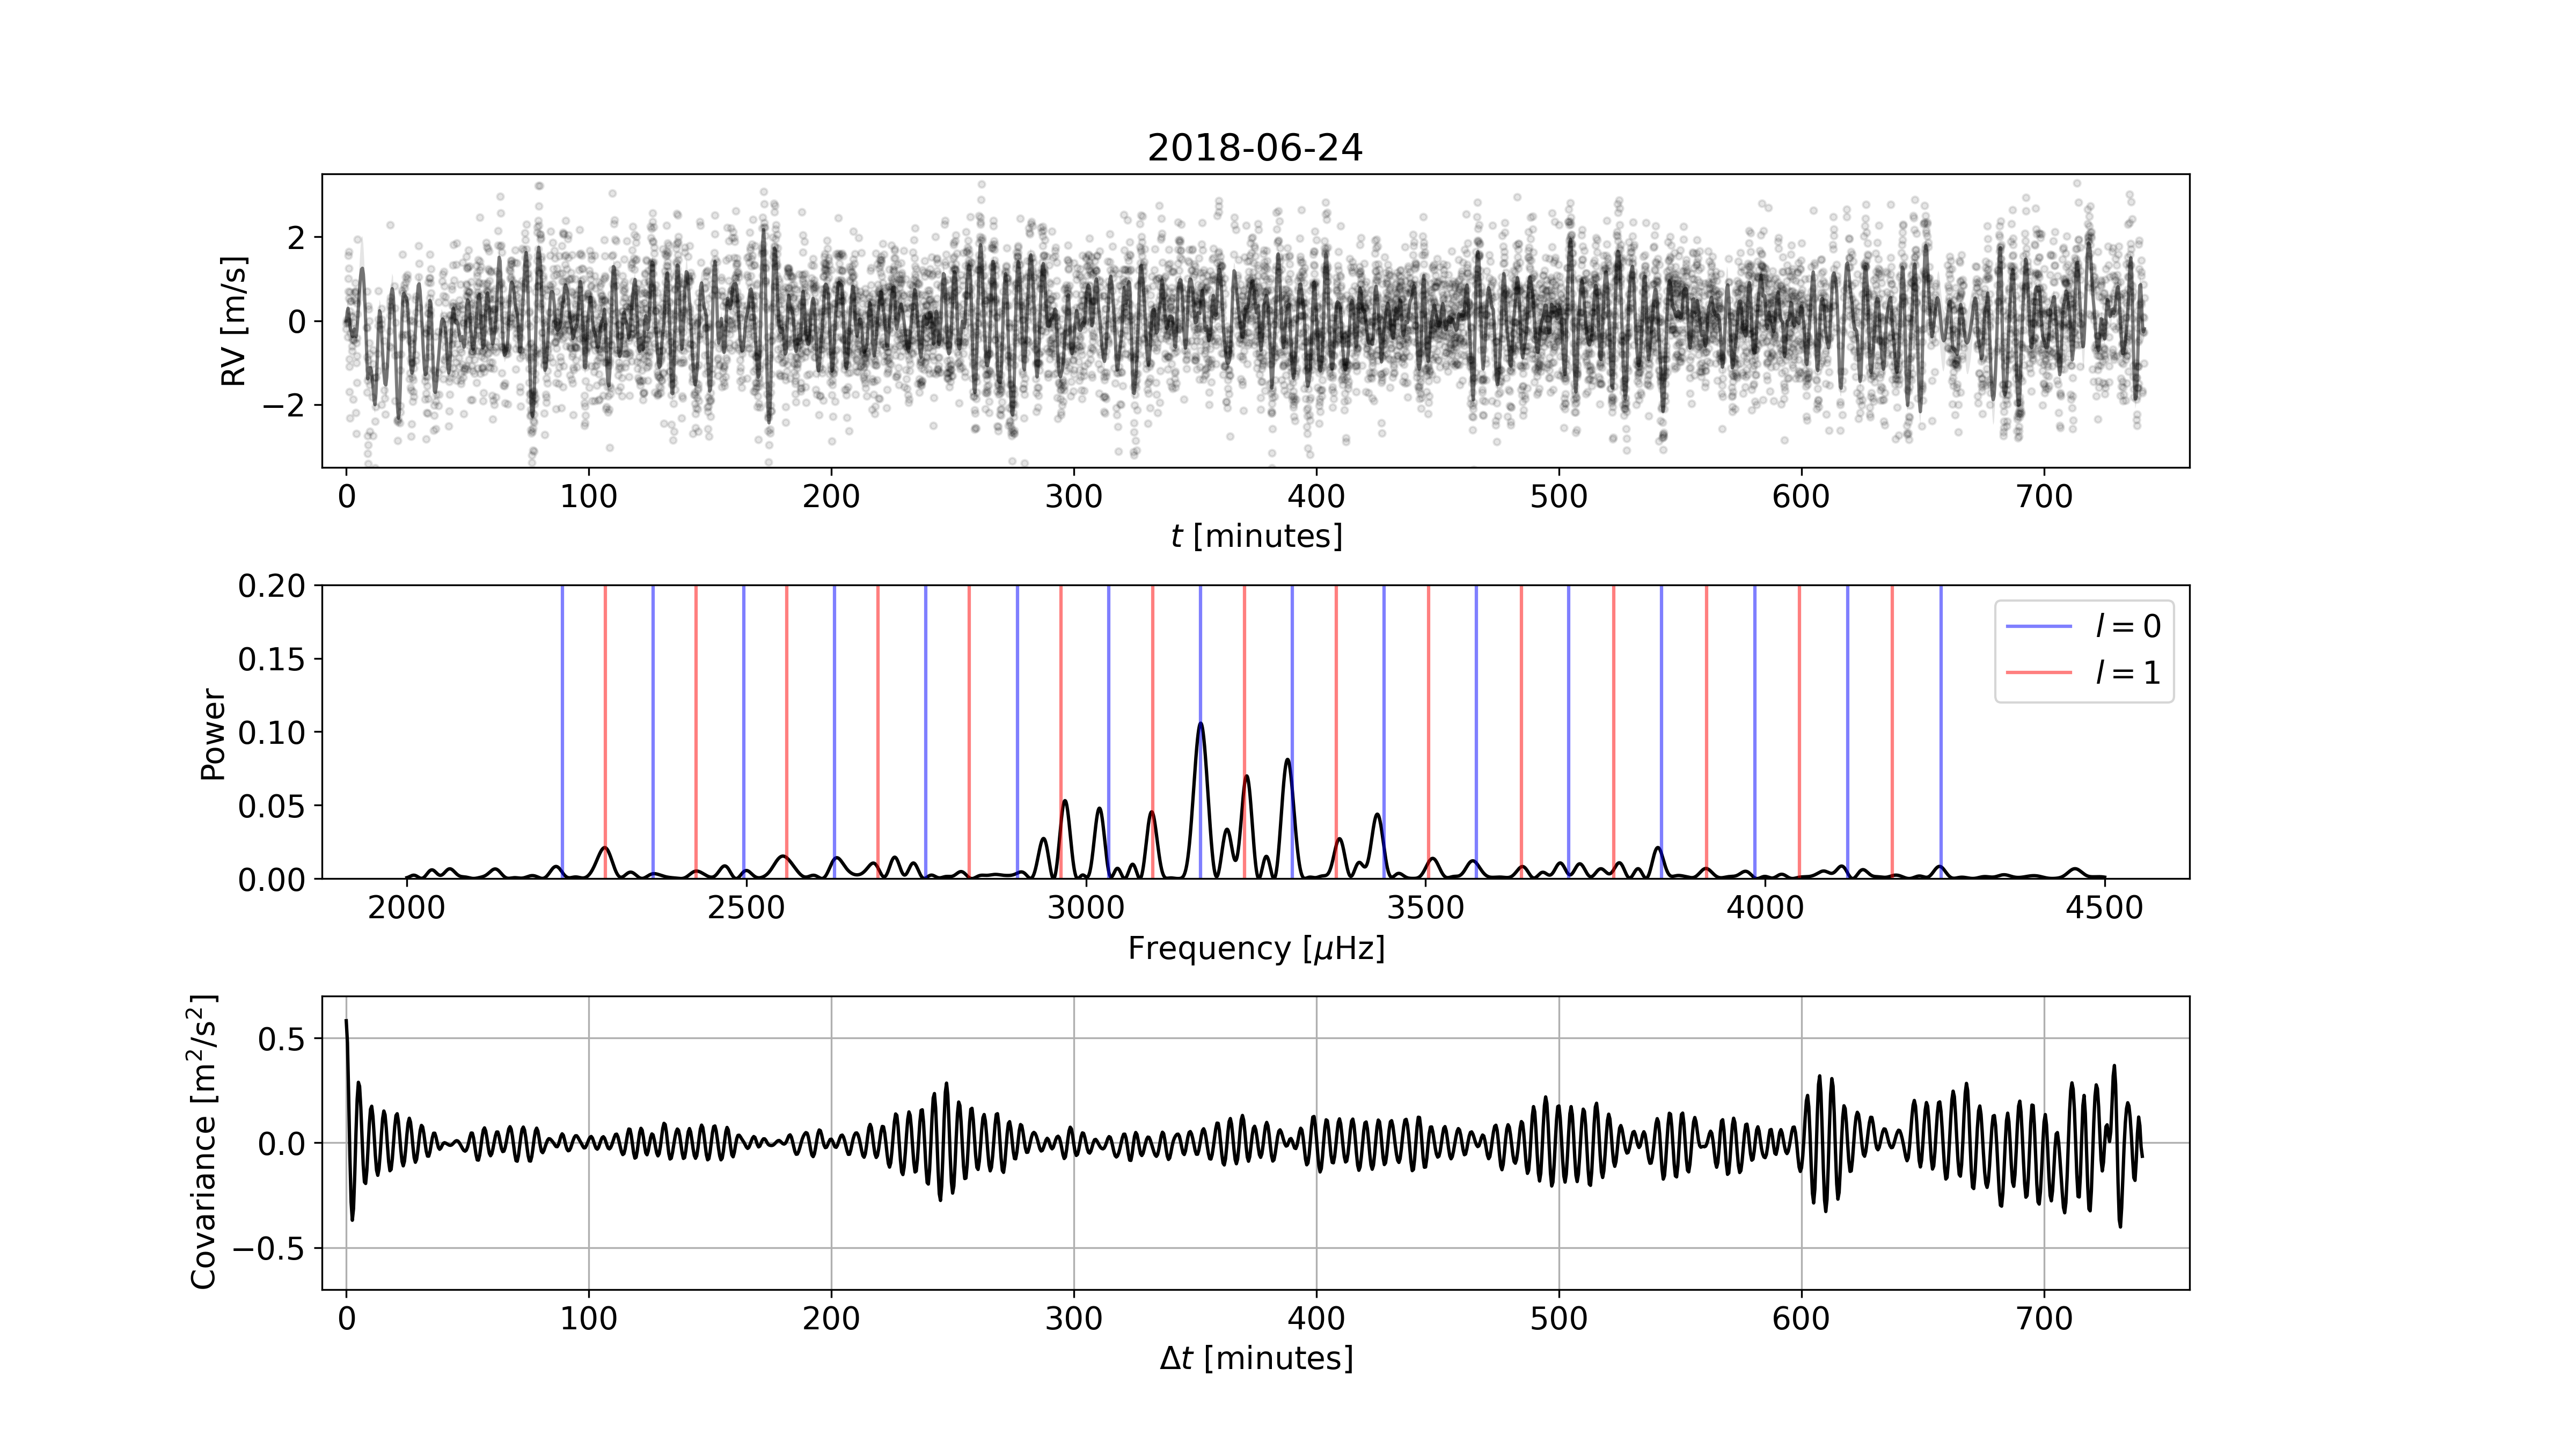 2018-06-24
2
0
−2
RV [m/s]
0 100 200 300 400 500 600 700
t [minutes]
0.20
0.15
0.10
0.05
0.00
Power
l = 0
l = 1
2000 2500 3000 3500 4000 4500
Frequency [μHz]
0.5
0.0
−0.5
Covariance [m²/s²]
0 100 200 300 400 500 600 700
Δt [minutes]